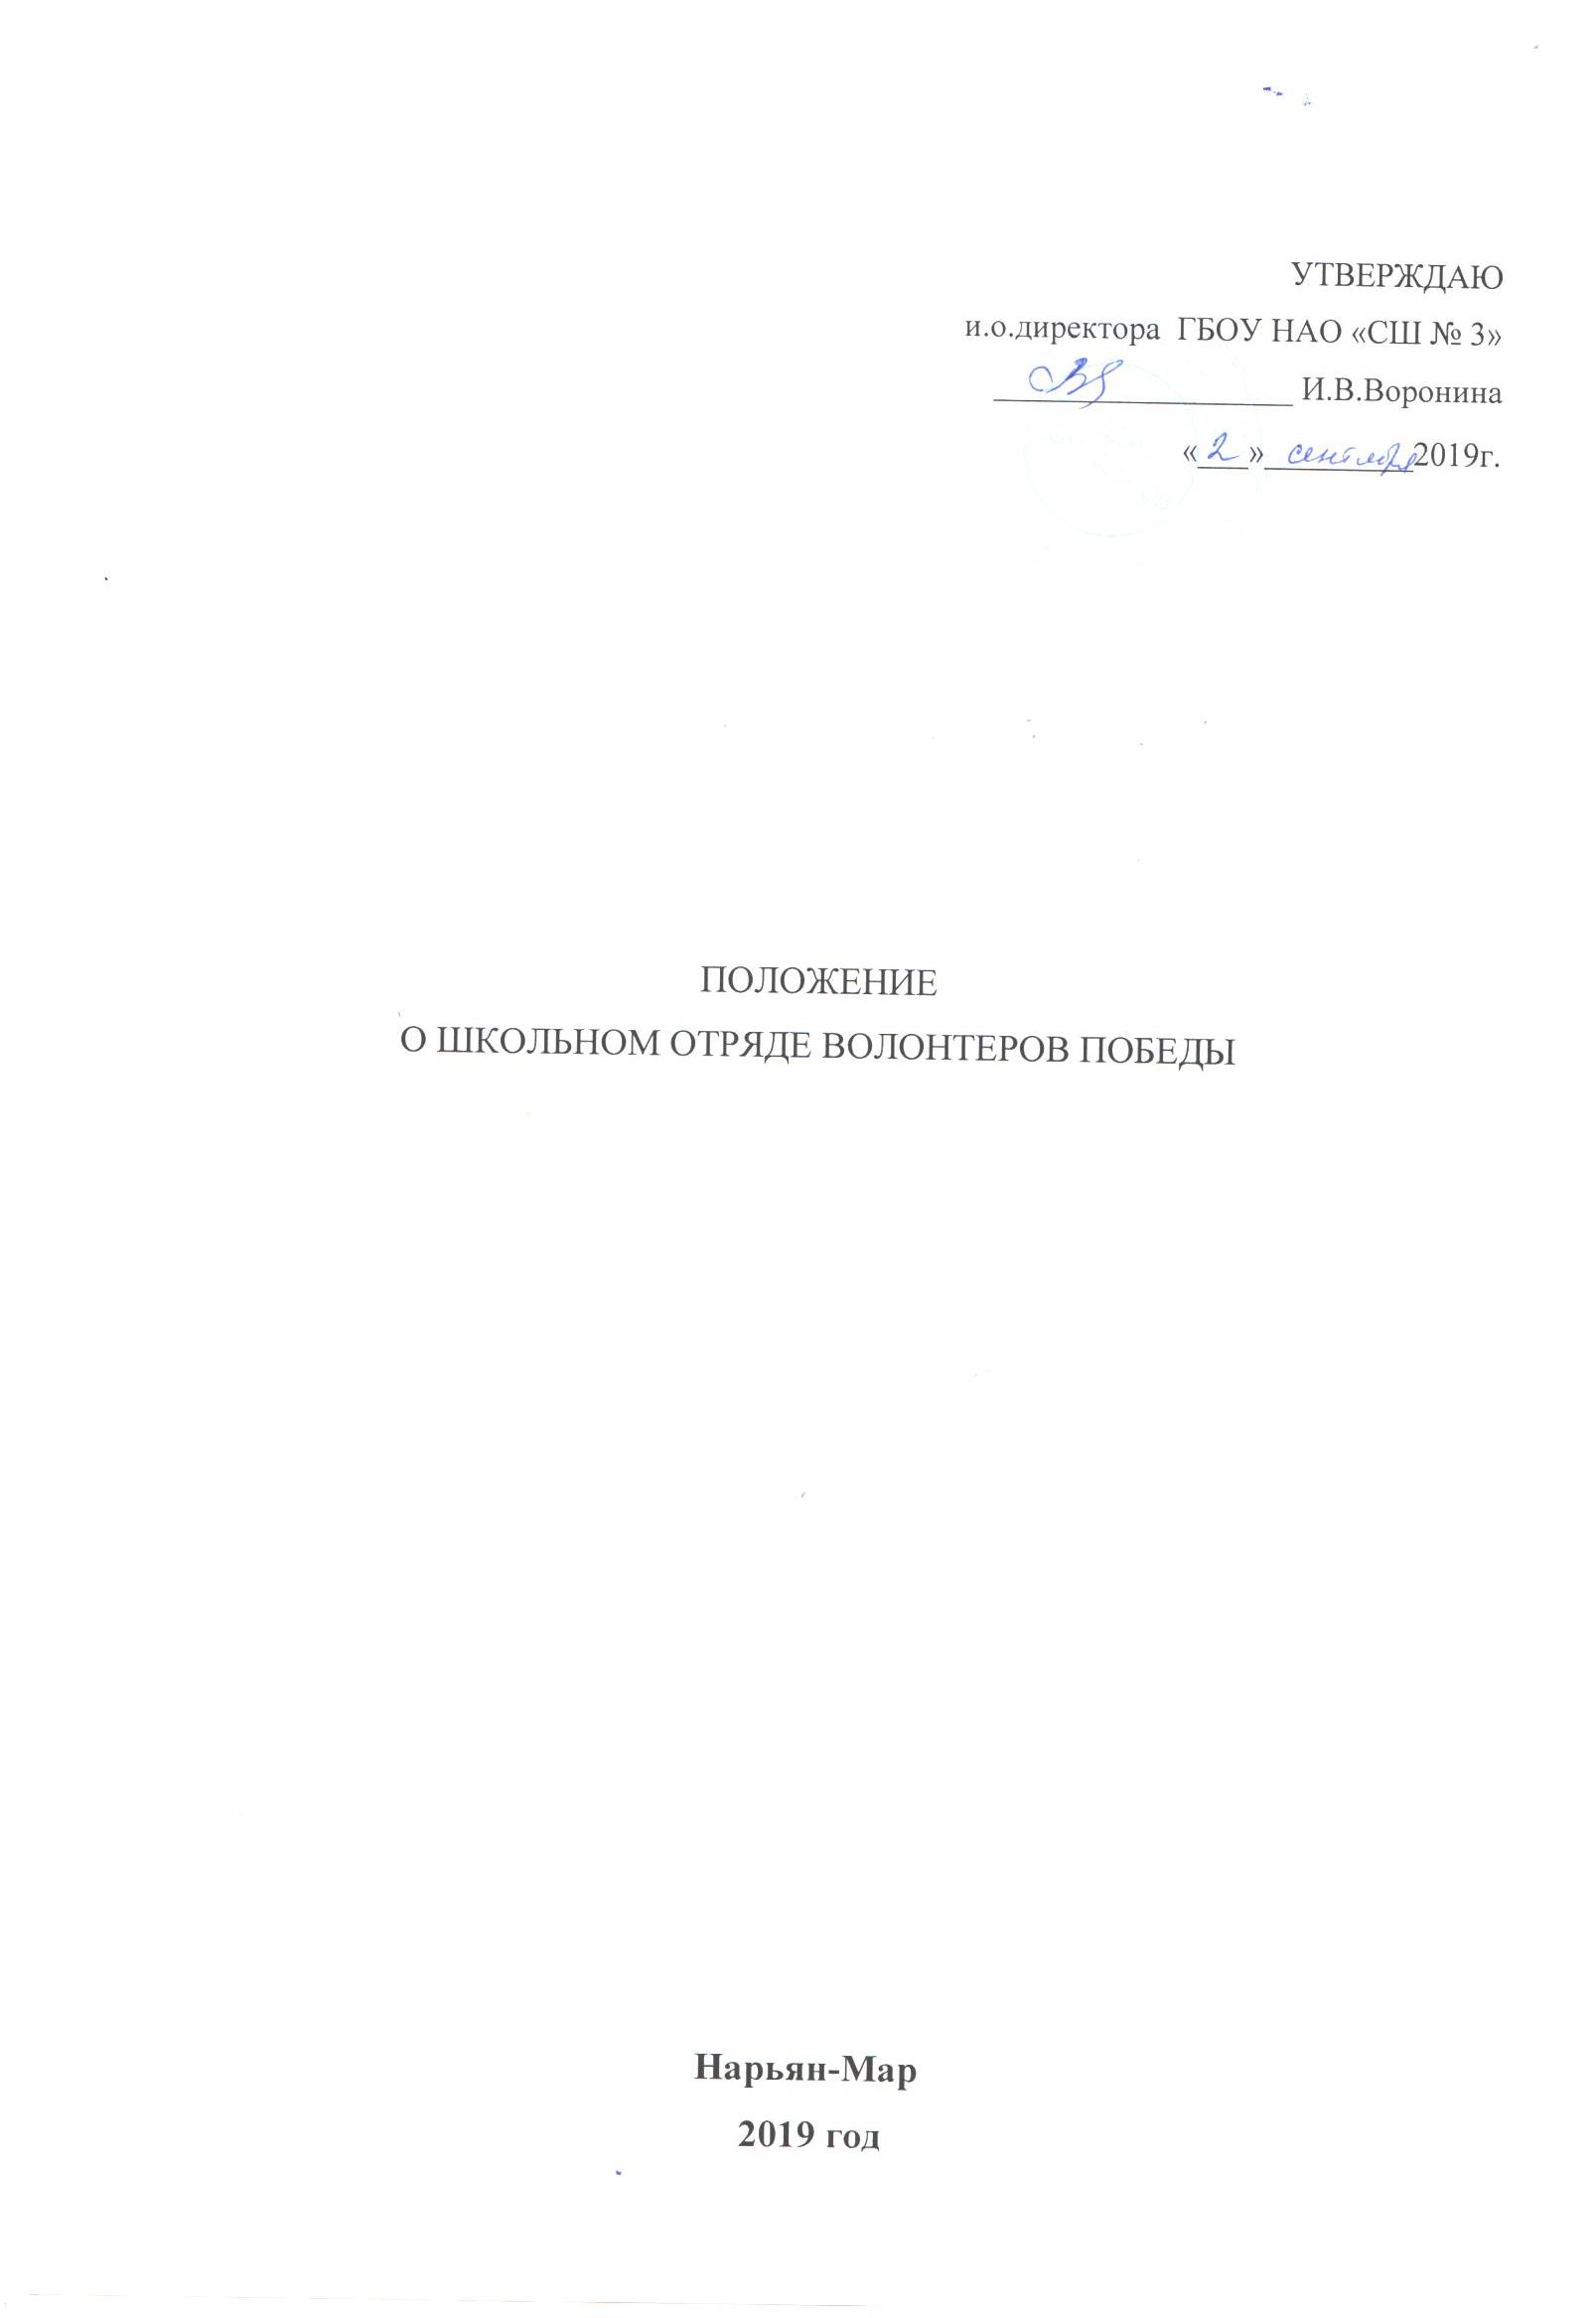 УТВЕРЖДАЮ
и.о.директора ГБОУ НАО «СШ № 3»
И.В.Воронина
«2» сентября 2019г.
ПОЛОЖЕНИЕ
О ШКОЛЬНОМ ОТРЯДЕ ВОЛОНТЕРОВ ПОБЕДЫ
Нарьян-Мар
2019 год